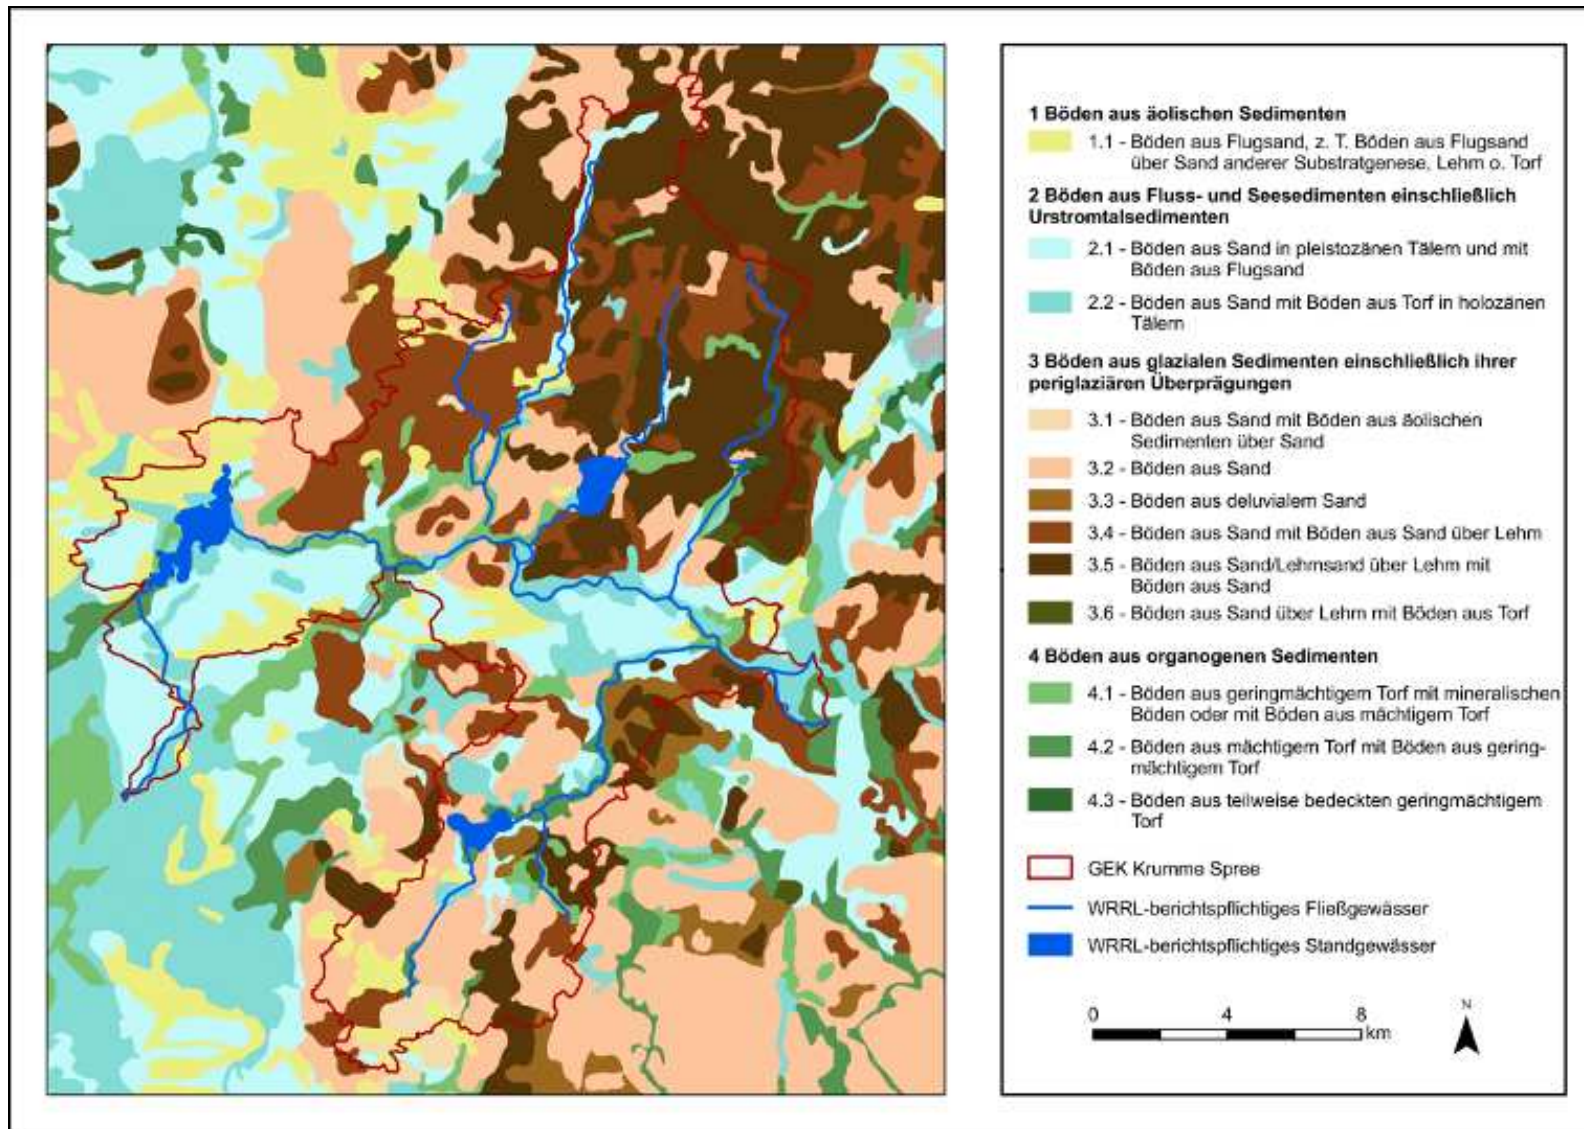 1 Böden aus äolischen Sedimenten
1.1 - Böden aus Flugsand, z. T. Böden aus Flugsand
über Sand anderer Substratgenese, Lehm o. Torf
2 Böden aus Fluss- und Seesedimenten einschließlich
Urstromtalsedimenten
2.1 - Böden aus Sand in pleistozänen Tälern und mit
Böden aus Flugsand
2.2 - Böden aus Sand mit Böden aus Torf in holozänen
Tälern
3 Böden aus glazialen Sedimenten einschließlich ihrer
periglaziären Überprägungen
3.1 - Böden aus Sand mit Böden aus äolischen
Sedimenten über Sand
3.2 - Böden aus Sand
3.3 - Böden aus deluvialem Sand
3.4 - Böden aus Sand mit Böden aus Sand über Lehm
3.5 - Böden aus Sand/Lehmsand über Lehm mit
Böden aus Sand
3.6 - Böden aus Sand über Lehm mit Böden aus Torf
4 Böden aus organogenen Sedimenten
4.1 - Böden aus geringmächtigem Torf mit mineralischen
Böden oder mit Böden aus mächtigem Torf
4.2 - Böden aus mächtigem Torf mit Böden aus gering-
mächtigem Torf
4.3 - Böden aus teilweise bedeckten geringmächtigem
Torf
GEK Krumme Spree
WRRL-berichtspflichtiges Fließgewässer
WRRL-berichtspflichtiges Standgewässer
0 4 8
km
N